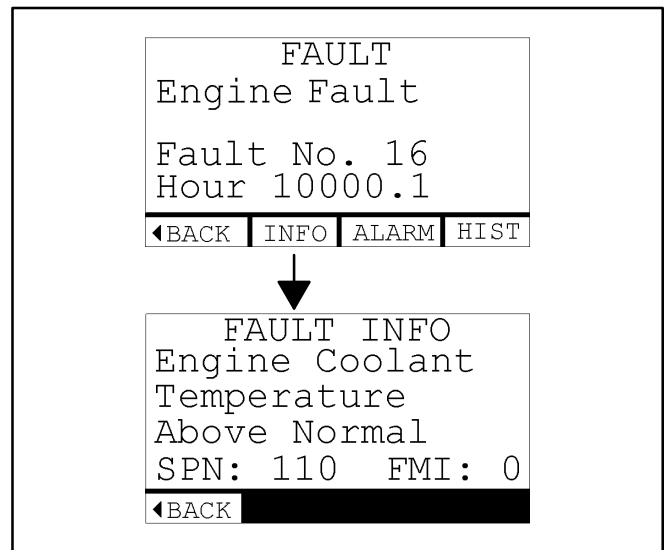 FAULT
Engine Fault
Fault No. 16
Hour 10000.1
◀BACK INFO ALARM HIST
FAULT INFO
Engine Coolant
Temperature
Above Normal
SPN: 110 FMI: 0
◀BACK